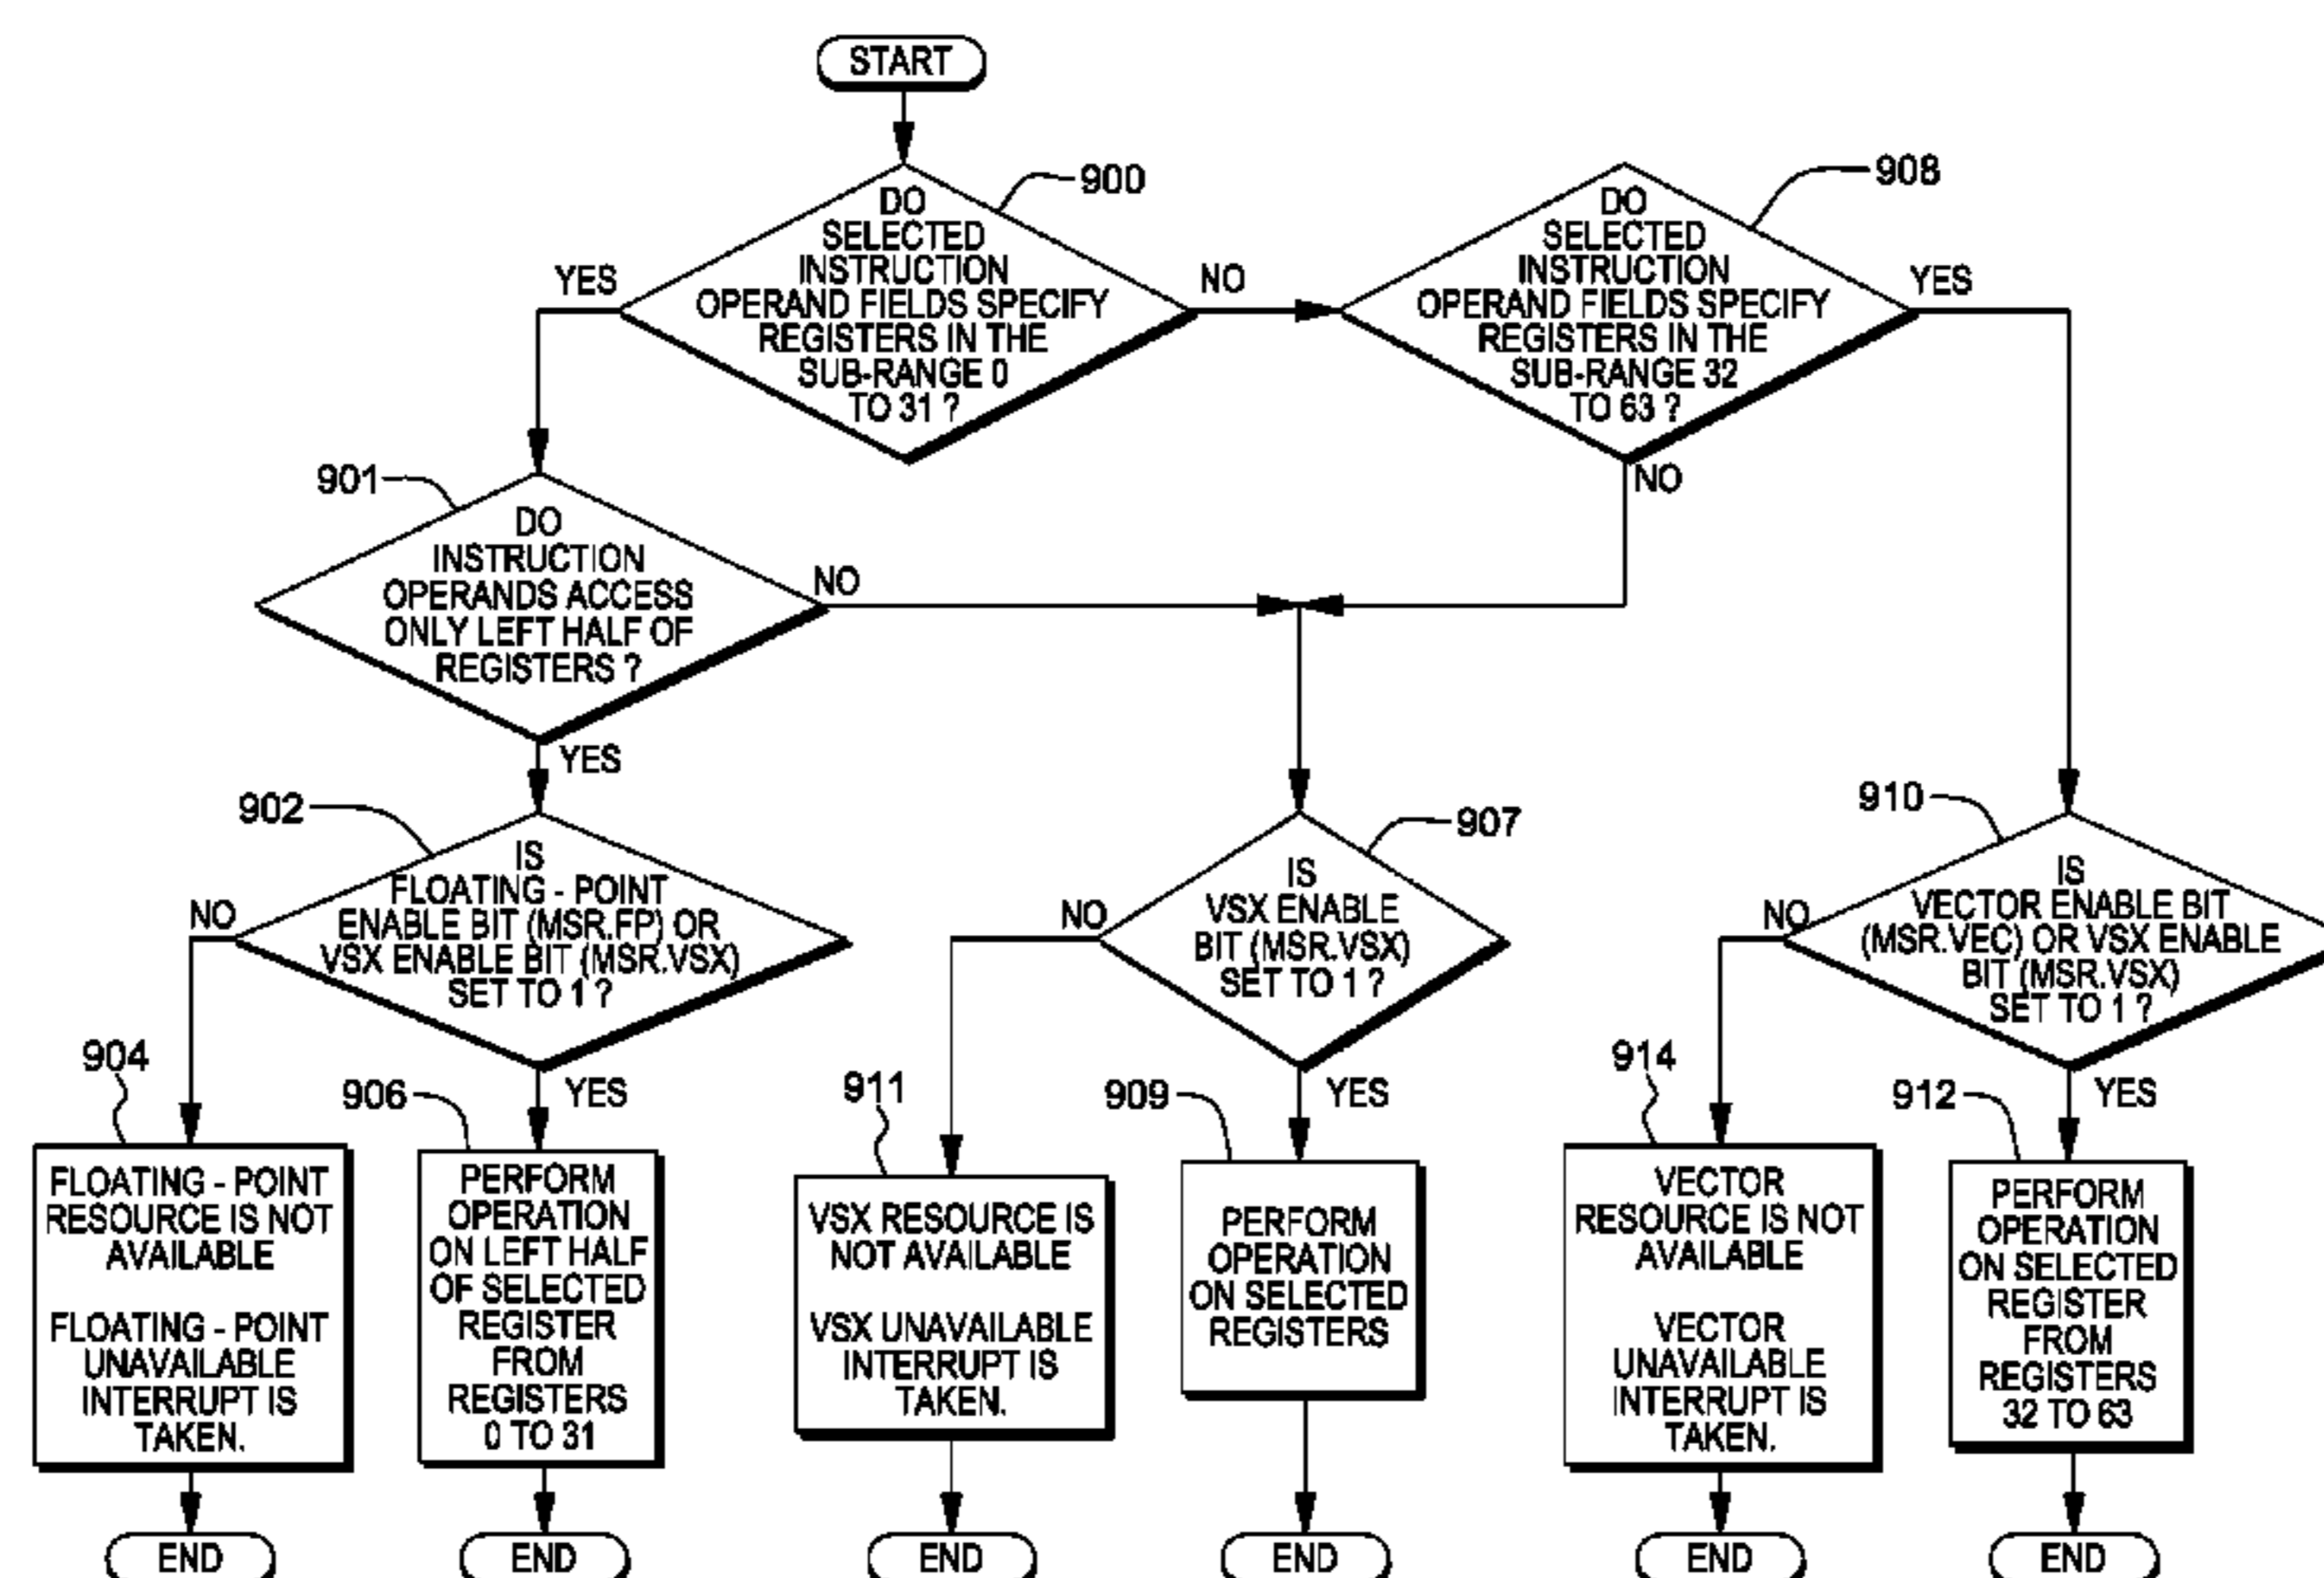 START
900
DO
SELECTED
INSTRUCTION
OPERAND FIELDS SPECIFY
REGISTERS IN THE
SUB-RANGE 0
TO 31 ?
YES
NO
908
DO
SELECTED
INSTRUCTION
OPERAND FIELDS SPECIFY
REGISTERS IN THE
SUB-RANGE 32
TO 63 ?
YES
NO
901
DO
INSTRUCTION
OPERANDS ACCESS
ONLY LEFT HALF OF
REGISTERS ?
NO
YES
902
IS
FLOATING - POINT
ENABLE BIT (MSR.FP) OR
VSX ENABLE BIT (MSR.VSX)
SET TO 1 ?
NO
YES
907
IS
VSX ENABLE
BIT (MSR.VSX)
SET TO 1 ?
NO
YES
910
IS
VECTOR ENABLE BIT
(MSR.VEC) OR VSX ENABLE
BIT (MSR.VSX)
SET TO 1 ?
NO
YES
904
FLOATING - POINT
RESOURCE IS NOT
AVAILABLE
FLOATING - POINT
UNAVAILABLE
INTERRUPT IS
TAKEN.
END
906
PERFORM
OPERATION
ON LEFT HALF
OF SELECTED
REGISTER
FROM
REGISTERS
0 TO 31
END
911
VSX RESOURCE IS
NOT AVAILABLE
VSX UNAVAILABLE
INTERRUPT IS
TAKEN.
END
909
PERFORM
OPERATION
ON SELECTED
REGISTERS
END
914
VECTOR
RESOURCE IS NOT
AVAILABLE
VECTOR
UNAVAILABLE
INTERRUPT IS
TAKEN.
END
912
PERFORM
OPERATION
ON SELECTED
REGISTER
FROM
REGISTERS
32 TO 63
END